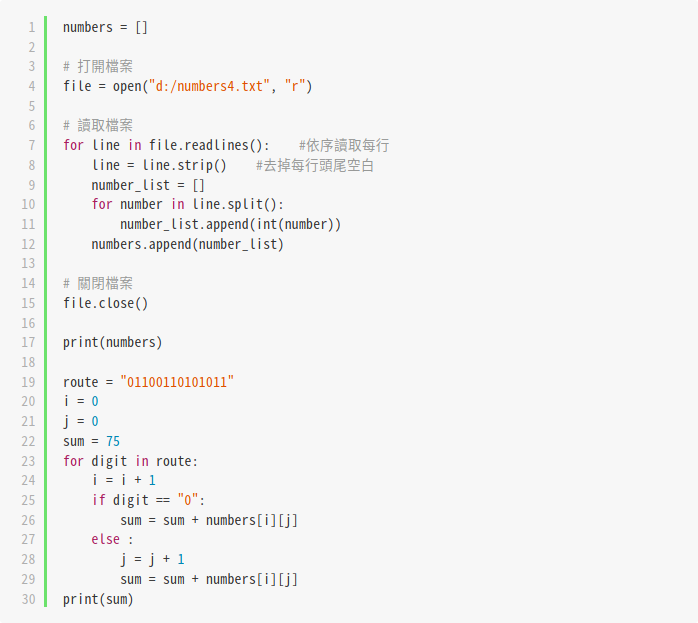 1 numbers = []
2
3 # 打開檔案
4 file = open("d:/numbers4.txt", "r")
5
6 # 讀取檔案
7 for line in file.readlines():    #依序讀取每行
8     line = line.strip()    #去掉每行頭尾空白
9     number_list = []
10     for number in line.split():
11         number_list.append(int(number))
12     numbers.append(number_list)
13
14 # 關閉檔案
15 file.close()
16
17 print(numbers)
18
19 route = "01100110101011"
20 i = 0
21 j = 0
22 sum = 75
23 for digit in route:
24     i = i + 1
25     if digit == "0":
26         sum = sum + numbers[i][j]
27     else :
28         j = j + 1
29         sum = sum + numbers[i][j]
30 print(sum)